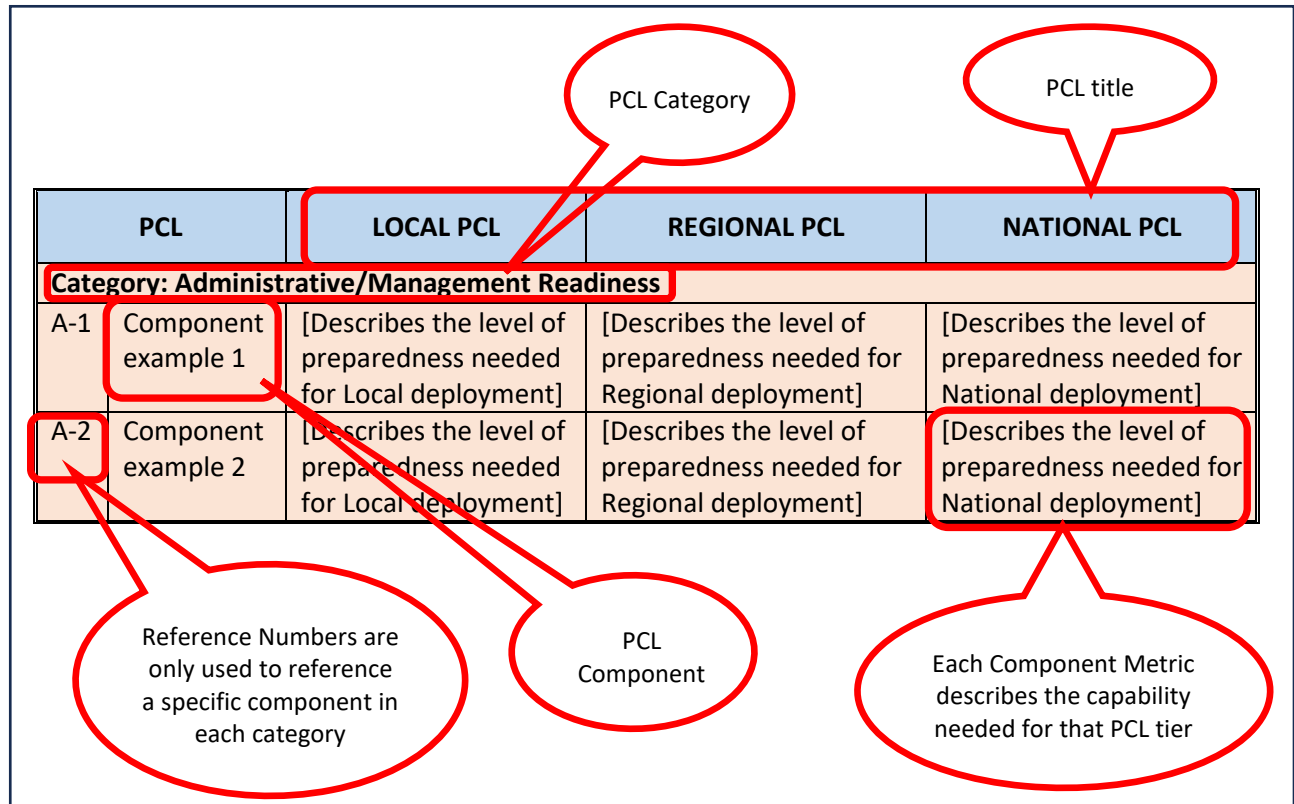 PCL Category
PCL title
PCL
LOCAL PCL
REGIONAL PCL
NATIONAL PCL
Category: Administrative/Management Readiness
A-1
Component
example 1
[Describes the level of
preparedness needed
for Local deployment]
[Describes the level of
preparedness needed for
Regional deployment]
[Describes the level of
preparedness needed for
National deployment]
A-2
Component
example 2
[Describes the level of
preparedness needed
for Local deployment]
[Describes the level of
preparedness needed for
Regional deployment]
[Describes the level of
preparedness needed for
National deployment]
Reference Numbers are
only used to reference
a specific component in
each category
PCL
Component
Each Component Metric
describes the capability
needed for that PCL tier